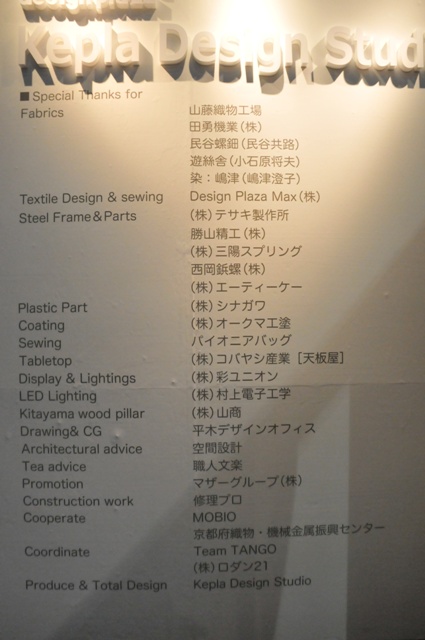 Kepla Design Stud
■Special Thanks for
Fabrics 山藤織物工場
田勇機業(株)
民谷螺鈿(民谷共路)
遊絲舎(小石原将夫)
染：嶋津(嶋津澄子)
Textile Design & sewing Design Plaza Max(株)
Steel Frame&Parts (株)テサキ製作所
勝山精工(株)
(株)三陽スプリング
西岡鋲螺(株)
(株)エーティーケー
Plastic Part (株)シナガワ
Coating (株)オークマ工塗
Sewing パイオニアバッグ
Tabletop (株)コバヤシ産業［天板屋］
Display & Lightings (株)彩ユニオン
LED Lighting (株)村上電子工学
Kitayama wood pillar (株)山商
Drawing& CG 平木デザインオフィス
Architectural advice 空間設計
Tea advice 職人文楽
Promotion マザーグループ(株)
Construction work 修理プロ
Cooperate MOBIO
京都府織物・機械金属振興センター
Coordinate Team TANGO
(株)ロダン21
Produce & Total Design Kepla Design Studio